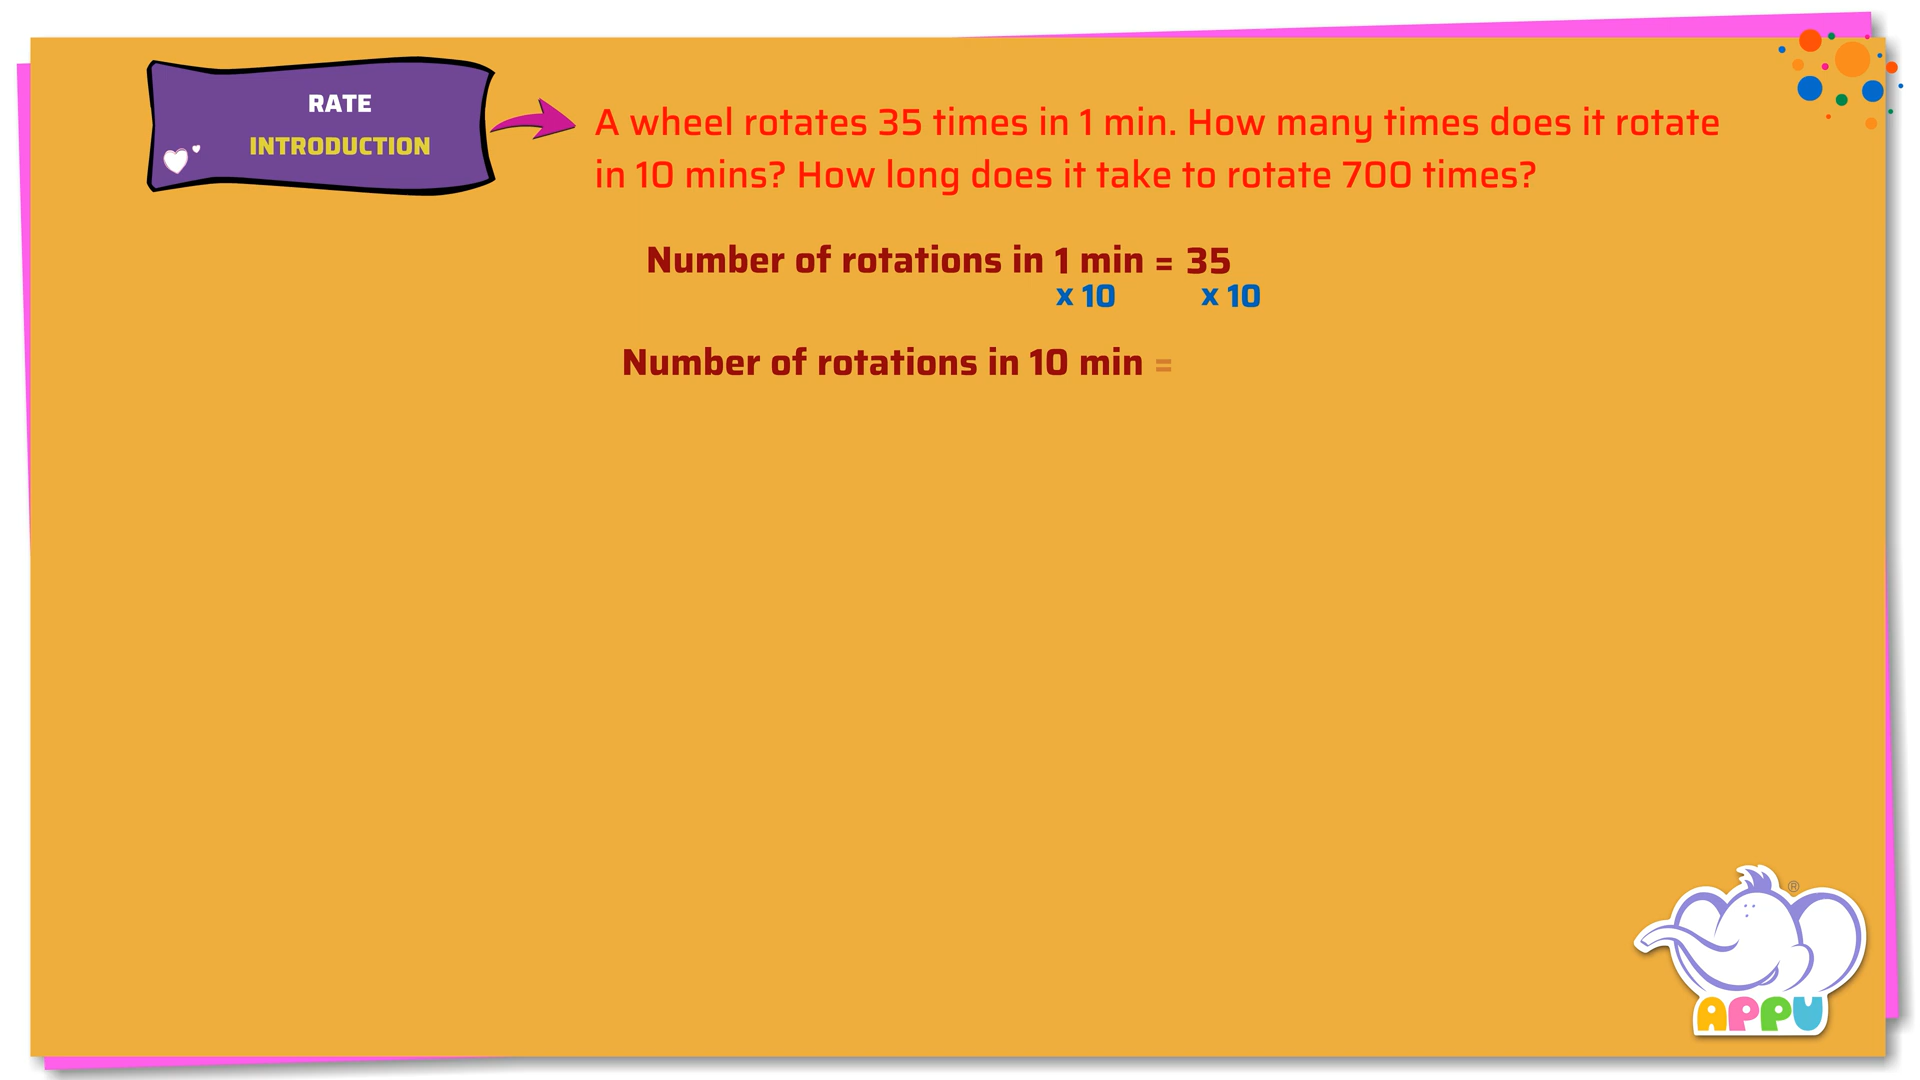 RATE
INTRODUCTION
A wheel rotates 35 times in 1 min. How many times does it rotate
in 10 mins? How long does it take to rotate 700 times?
Number of rotations in 1 min = 35
x 10 x 10
Number of rotations in 10 min =
®
APPU